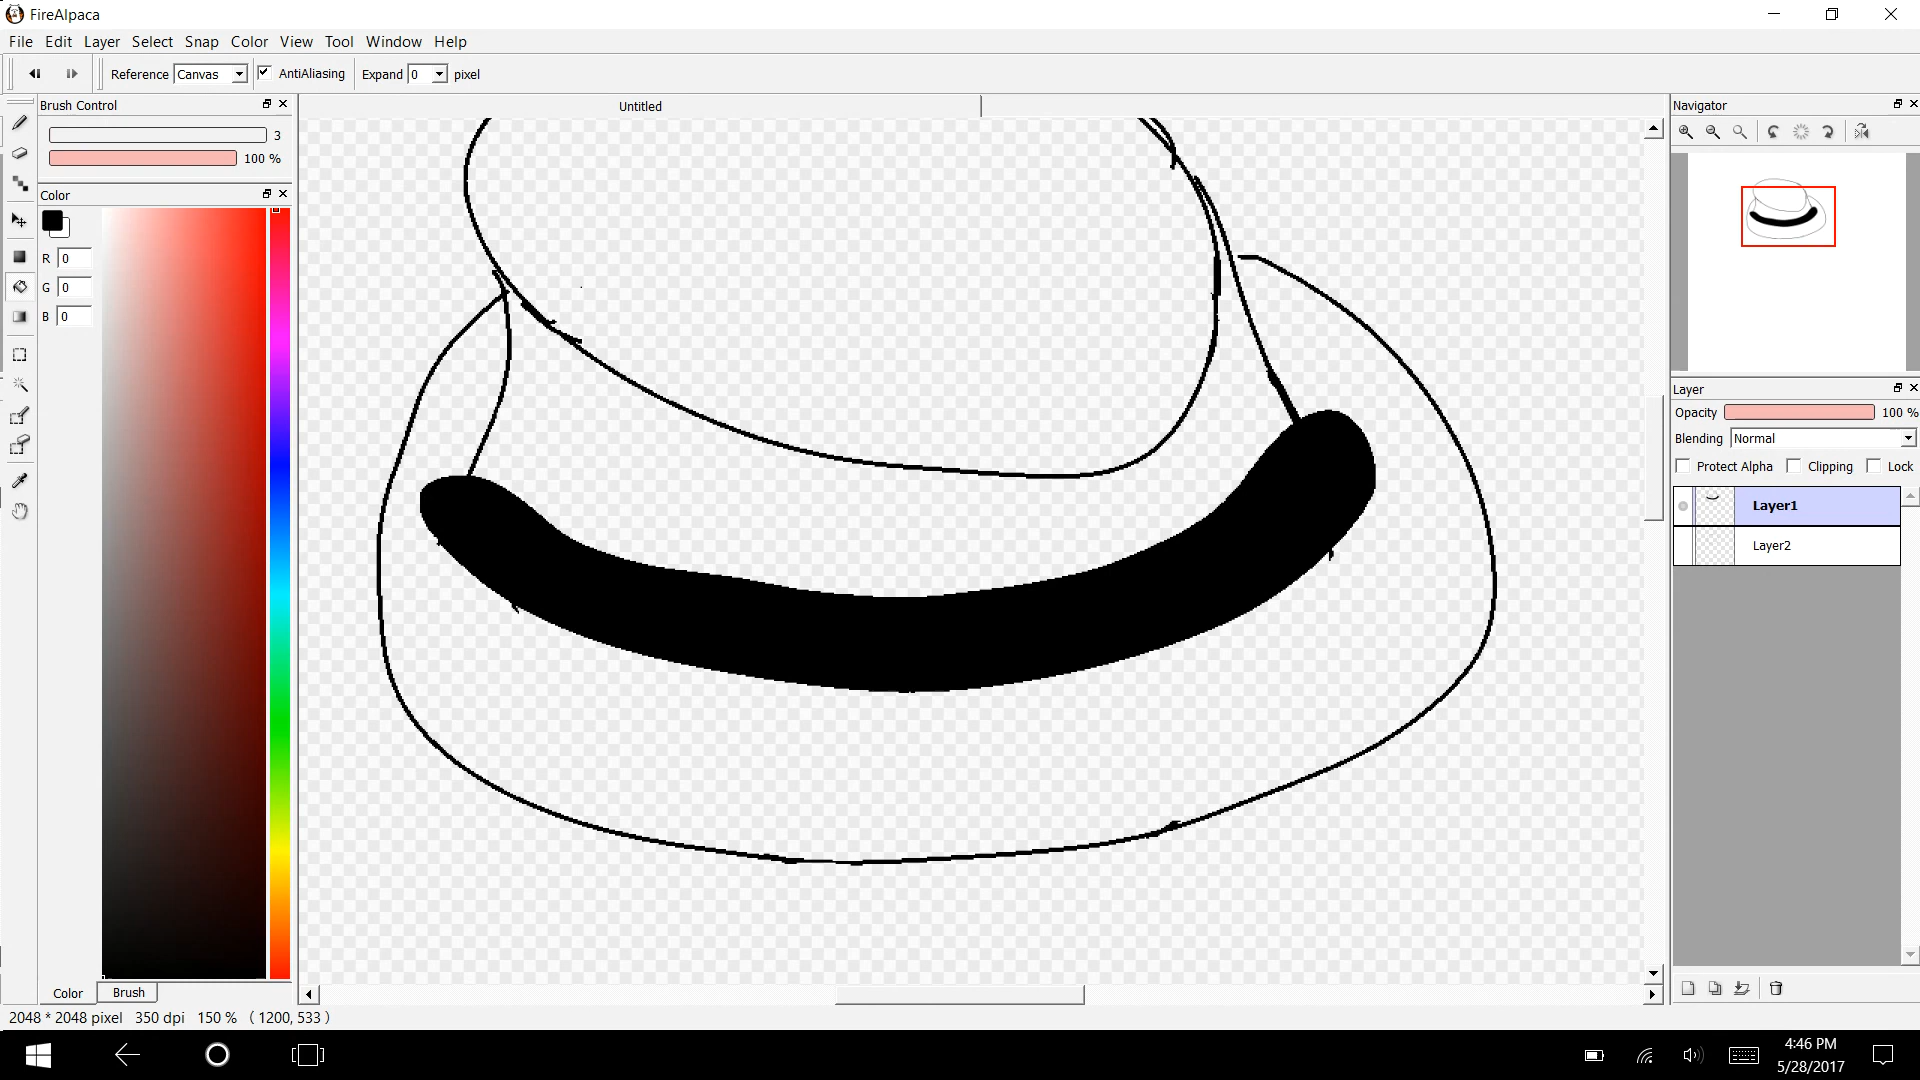 FireAlpaca
File Edit Layer Select Snap Color View Tool Window Help
Reference Canvas AntiAliasing Expand 0 pixel
Brush Control
3
100 %
Color
R 0
G 0
B 0
Color Brush
Untitled
Navigator
Layer
Opacity 100 %
Blending Normal
Protect Alpha Clipping Lock
Layer1
Layer2
2048 * 2048 pixel 350 dpi 150 % ( 1200, 533 )
4:46 PM
5/28/2017